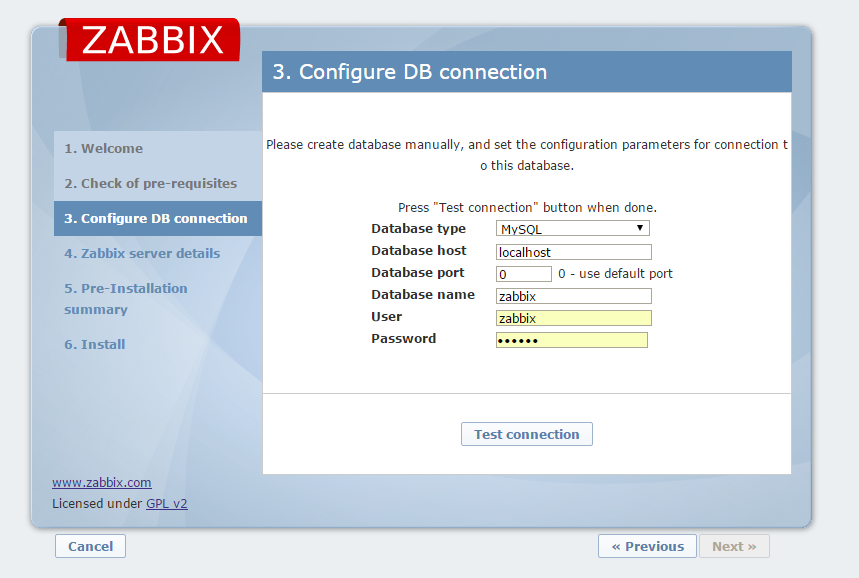 ZABBIX
3. Configure DB connection
1. Welcome
2. Check of pre-requisites
3. Configure DB connection
4. Zabbix server details
5. Pre-Installation
summary
6. Install
Please create database manually, and set the configuration parameters for connection t
o this database.
Press "Test connection" button when done.
Database type MySQL ▼
Database host localhost
Database port 0 0 - use default port
Database name zabbix
User zabbix
Password ••••••
Test connection
www.zabbix.com
Licensed under GPL v2
Cancel « Previous Next »